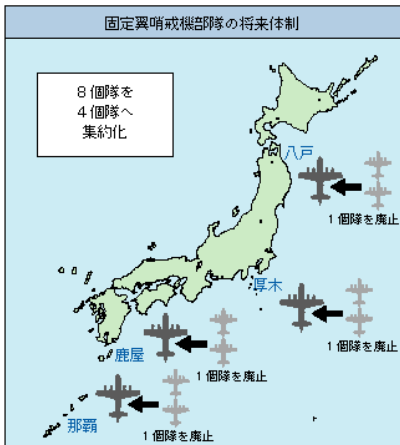 固定翼哨戒機部隊の将来体制
8個隊を
4個隊へ
集約化
八戸
1個隊を廃止
厚木
1個隊を廃止
鹿屋
1個隊を廃止
那覇
1個隊を廃止